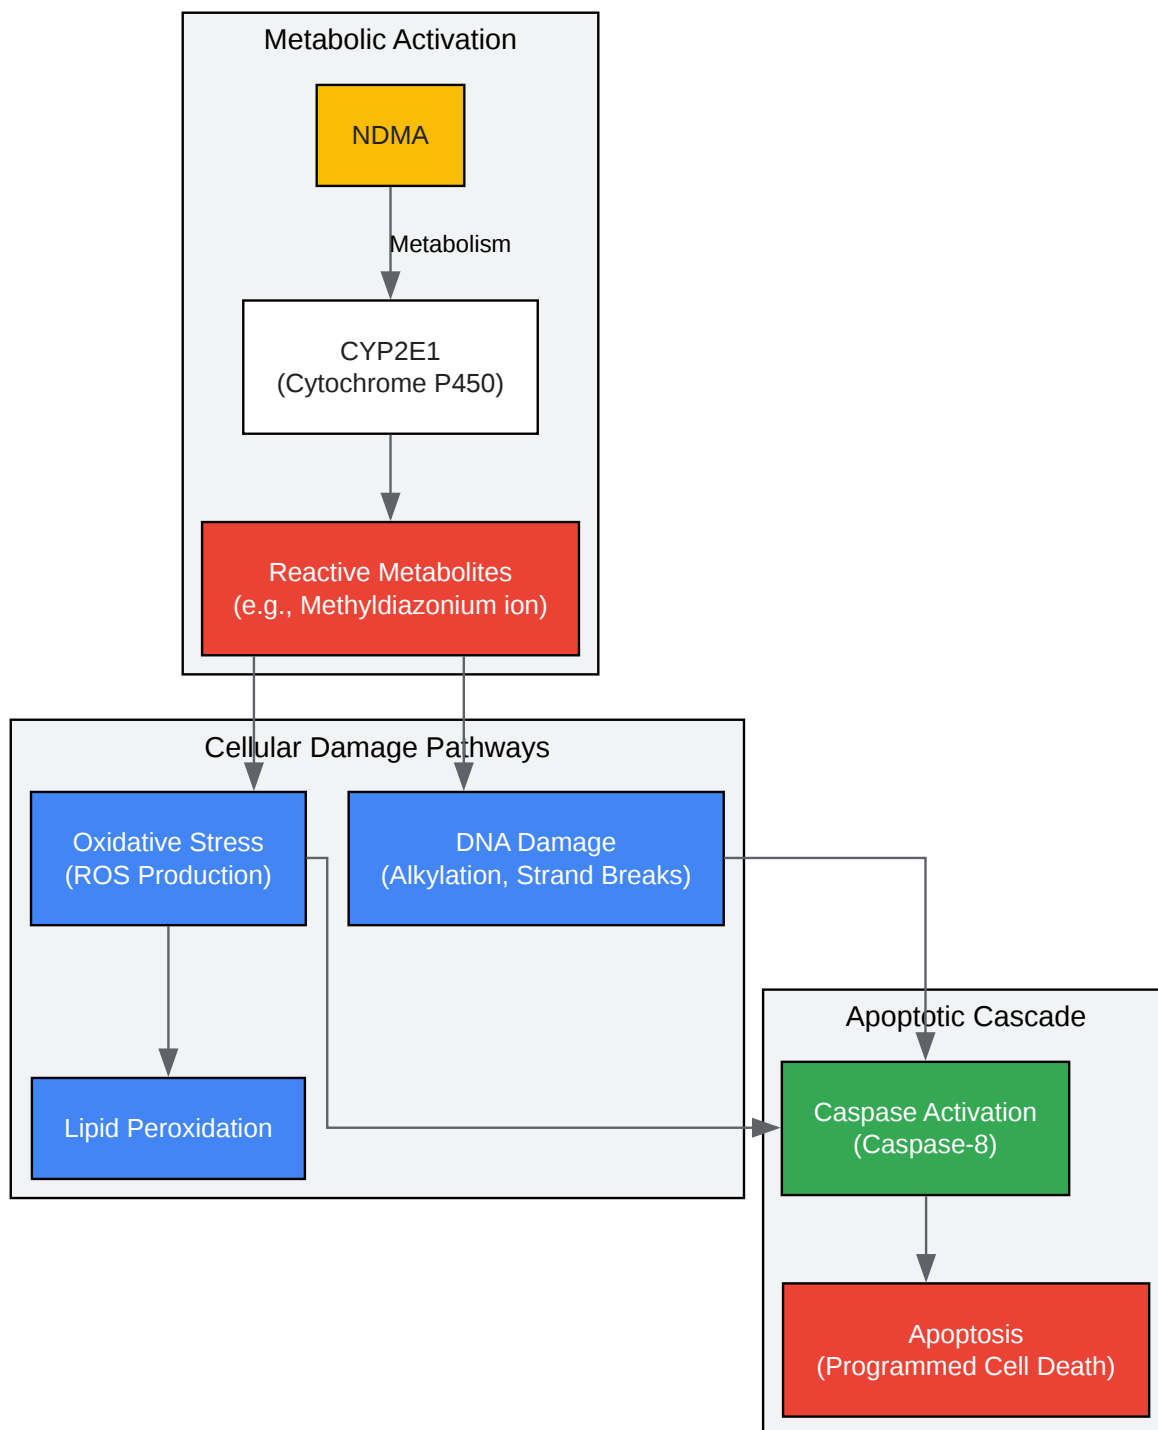 Metabolic Activation
NDMA
Metabolism
CYP2E1
(Cytochrome P450)
Reactive Metabolites
(e.g., Methyldiazonium ion)
Cellular Damage Pathways
Oxidative Stress
(ROS Production)
DNA Damage
(Alkylation, Strand Breaks)
Lipid Peroxidation
Apoptotic Cascade
Caspase Activation
(Caspase-8)
Apoptosis
(Programmed Cell Death)